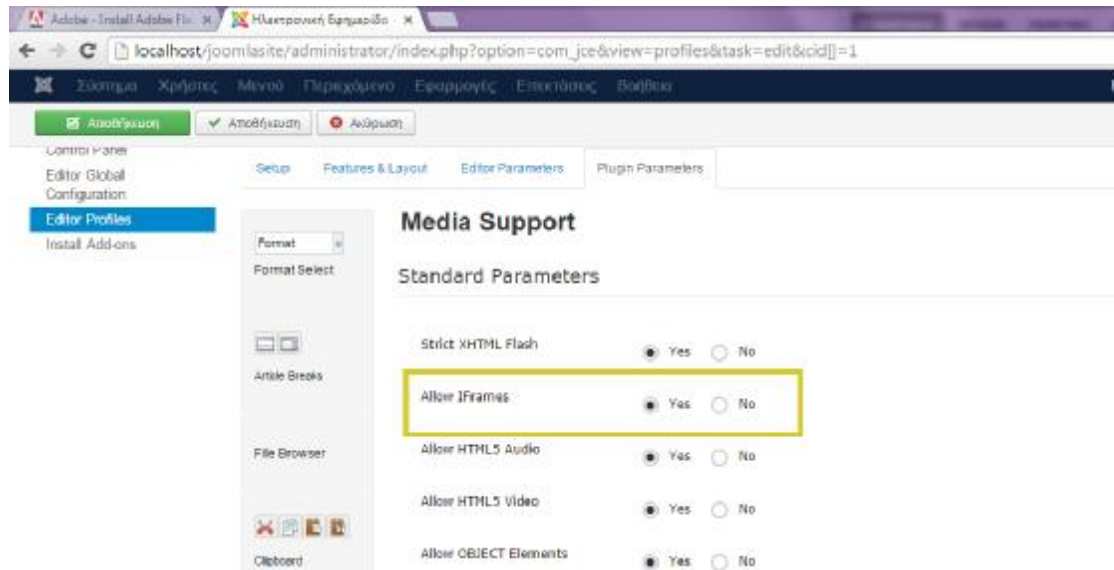 Adobe - Install Adobe Fl
Ηλεκτρονική Εφημερίδα
localhost/joomlasite/administrator/index.php?option=com_jce&view=profiles&task=edit&cid[]=1
Σύστημα Χρήστες Μενού Περιεχόμενο Εφαρμογές Επεκτάσεις Βοήθεια
Αποθήκευση Αποθήκευση Ακύρωση
Control Panel
Editor Global
Configuration
Editor Profiles
Install Add-ons
Setup Features & Layout Editor Parameters Plugin Parameters
Format
Format Select
Article Breaks
File Browser
Clipboard
Media Support
Standard Parameters
Strict XHTML Flash Yes No
Allow IFrames Yes No
Allow HTML5 Audio Yes No
Allow HTML5 Video Yes No
Allow OBJECT Elements Yes No